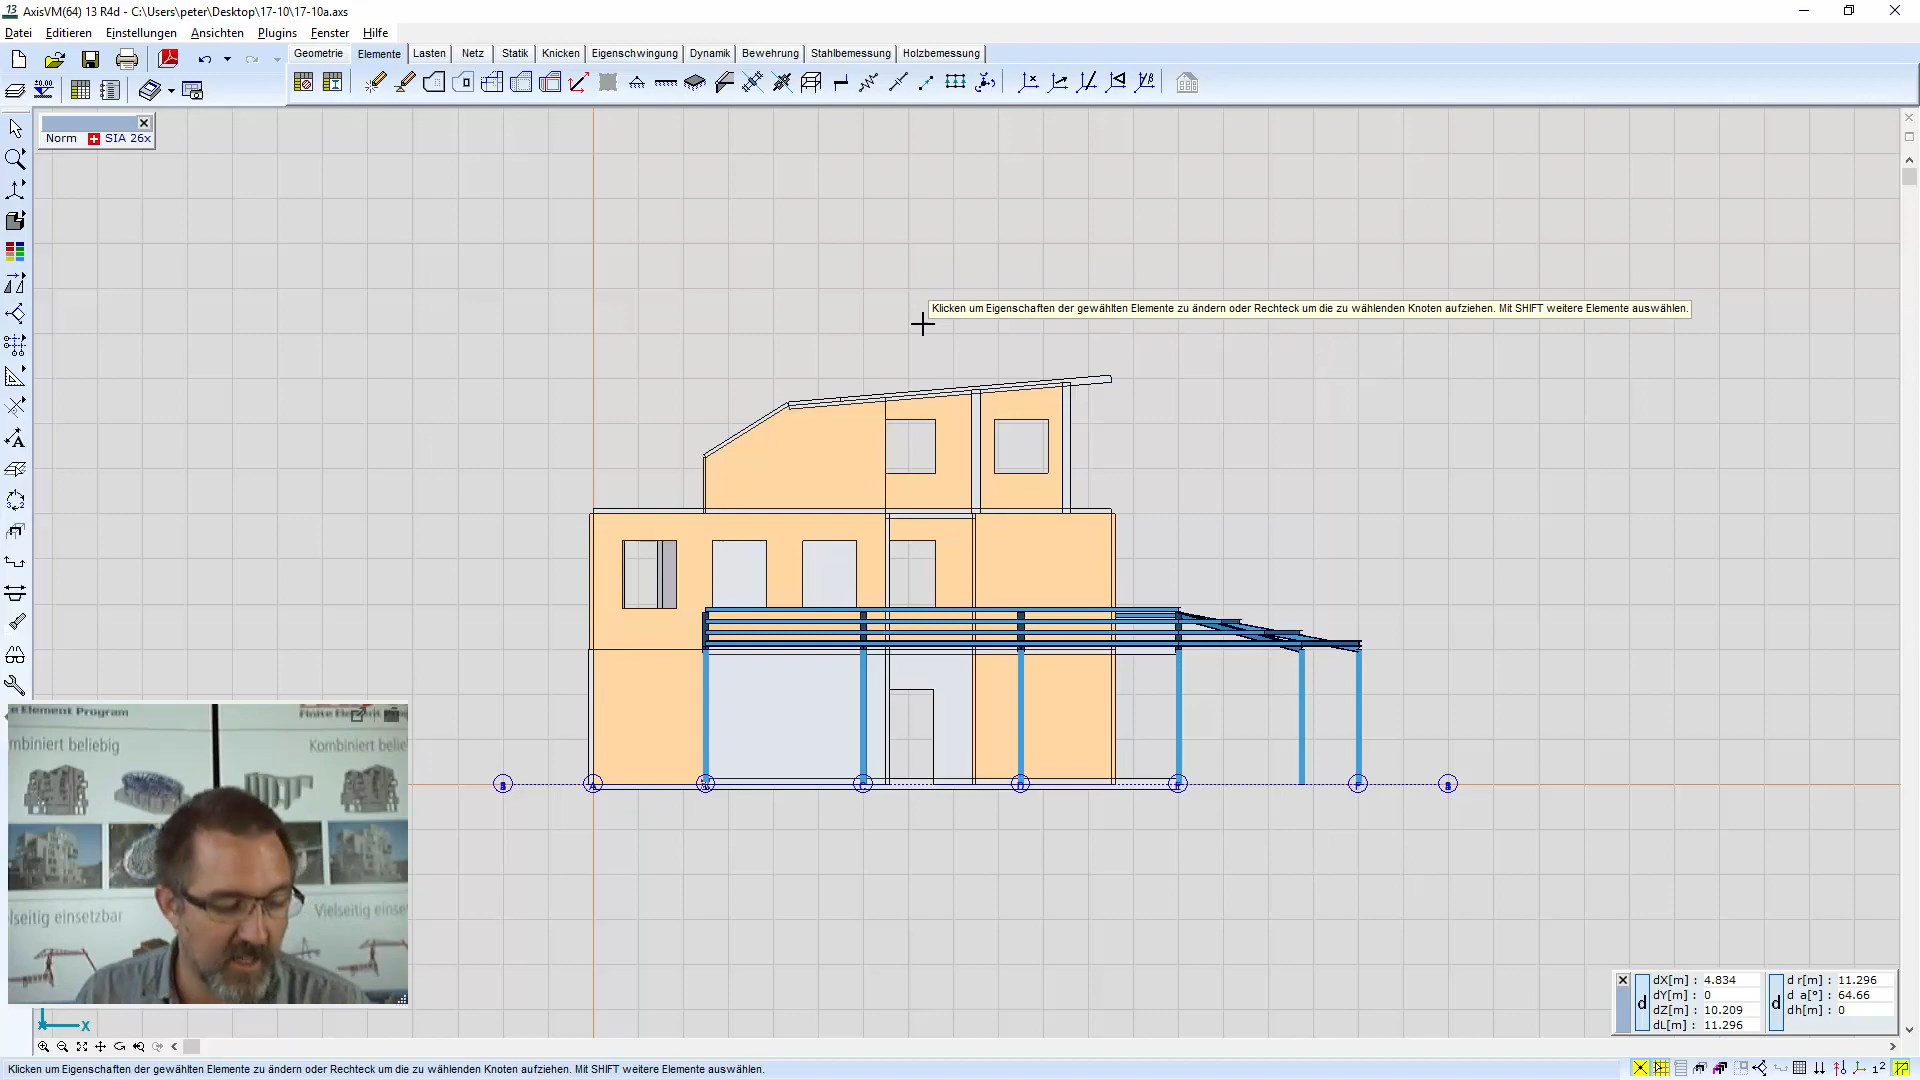 AxisVM(64) 13 R4d - C:\Users\peter\Desktop\17-10\17-10a.axs
Datei Editieren Einstellungen Ansichten Plugins Fenster Hilfe
Geometrie Elemente Lasten Netz Statik Knicken Eigenschwingung Dynamik Bewehrung Stahlbemessung Holzbemessung
Norm SIA 26x
Klicken um Eigenschaften der gewählten Elemente zu ändern oder Rechteck um die zu wählenden Knoten aufziehen. Mit SHIFT weitere Elemente auswählen.
te Element Program
Finite Element Program
mbiniert beliebig
Kombiniert belie
lseitig einsetzbar
Vielseitig einse
A C D E F
X
dX[m] : 4.834
dY[m] : 0
dZ[m] : 10.209
dL[m] : 11.296
d r[m] : 11.296
d a[°] : 64.66
dh[m] : 0
d d
Klicken um Eigenschaften der gewählten Elemente zu ändern oder Rechteck um die zu wählenden Knoten aufziehen. Mit SHIFT weitere Elemente auswählen.